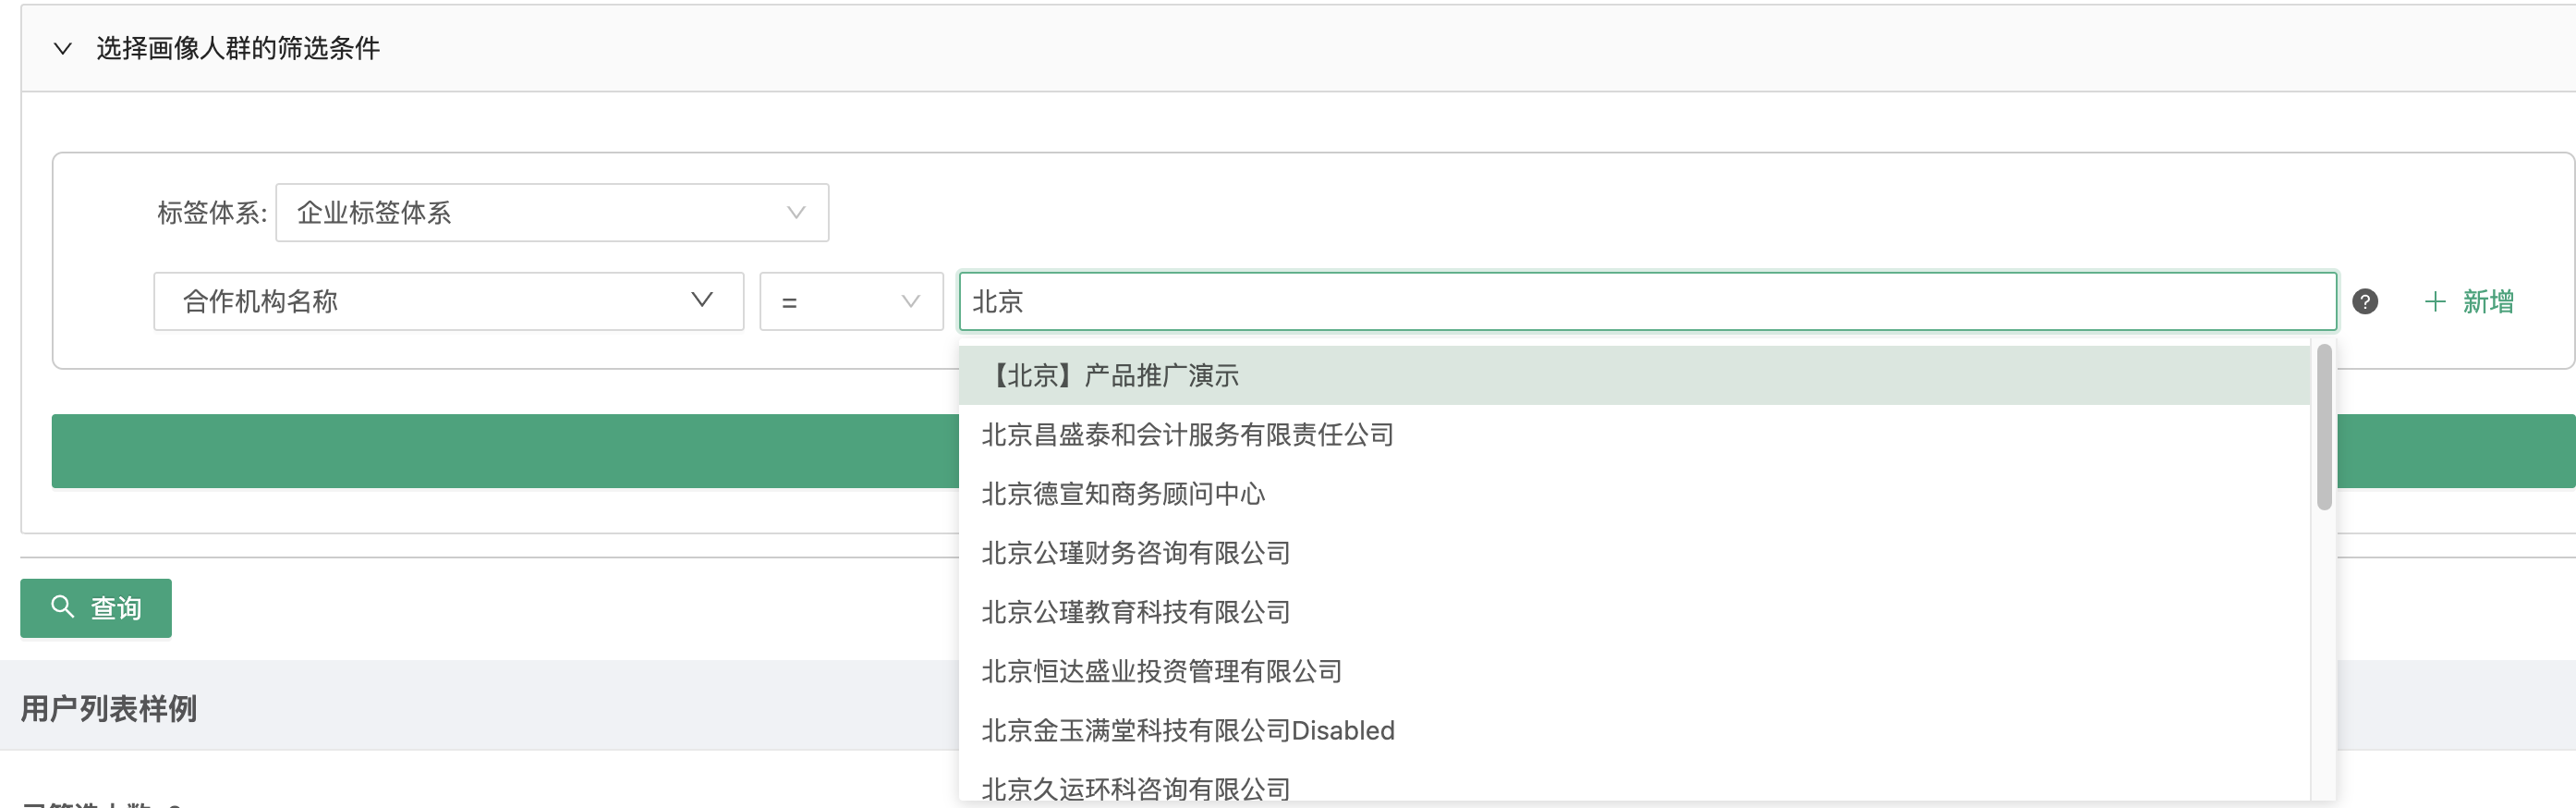 选择画像人群的筛选条件
标签体系: 企业标签体系
合作机构名称 = 北京 ? + 新增
【北京】产品推广演示
北京昌盛泰和会计服务有限责任公司
北京德宣知商务顾问中心
北京公瑾财务咨询有限公司
北京公瑾教育科技有限公司
北京恒达盛业投资管理有限公司
北京金玉满堂科技有限公司Disabled
北京久运环科咨询有限公司
查询
用户列表样例